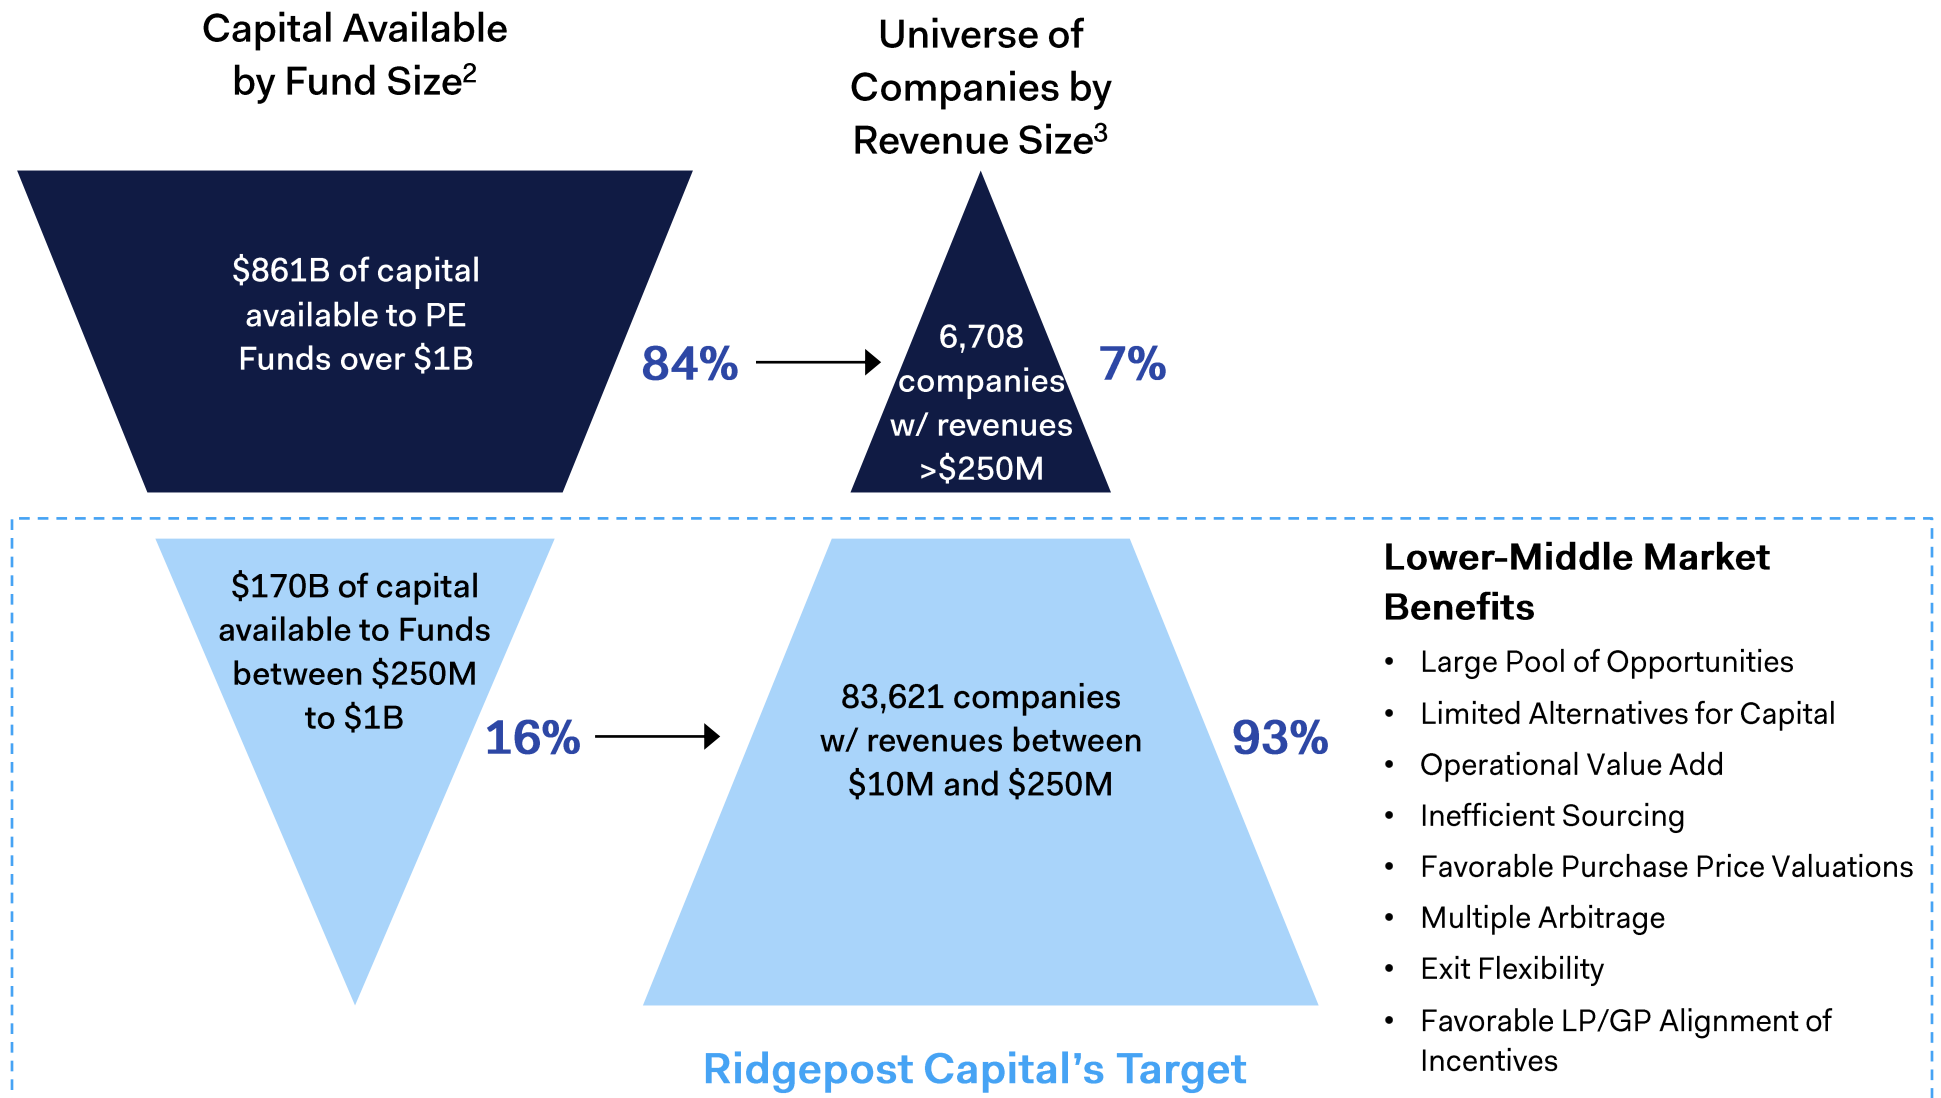 Capital Available
by Fund Size²
Universe of
Companies by
Revenue Size³
$861B of capital
available to PE
Funds over $1B
84%
6,708
companies
w/ revenues
>$250M
7%
$170B of capital
available to Funds
between $250M
to $1B
16%
83,621 companies
w/ revenues between
$10M and $250M
93%
Lower-Middle Market
Benefits
• Large Pool of Opportunities
• Limited Alternatives for Capital
• Operational Value Add
• Inefficient Sourcing
• Favorable Purchase Price Valuations
• Multiple Arbitrage
• Exit Flexibility
• Favorable LP/GP Alignment of
Incentives
Ridgepost Capital’s Target